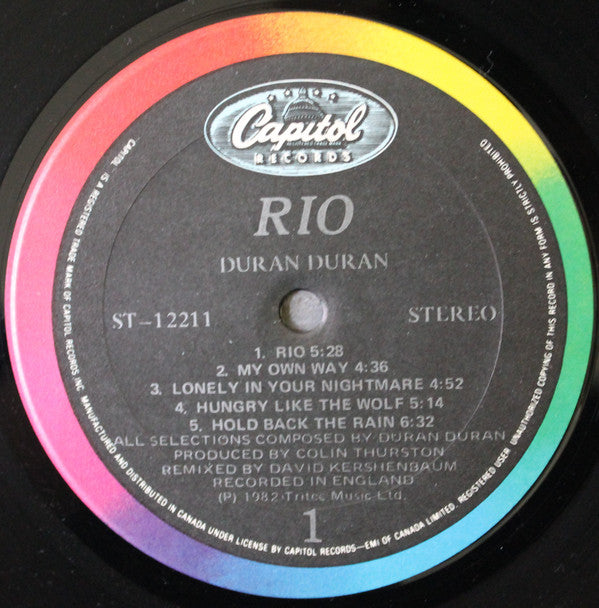 Capitol
REGISTERED TRADE MARK
RECORDS
RIO
DURAN DURAN
ST-12211
STEREO
1. RIO 5:28
2. MY OWN WAY 4:36
3. LONELY IN YOUR NIGHTMARE 4:52
4. HUNGRY LIKE THE WOLF 5:14
5. HOLD BACK THE RAIN 6:32
ALL SELECTIONS COMPOSED BY DURAN DURAN
PRODUCED BY COLIN THURSTON
REMIXED BY DAVID KERSHENBAUM
RECORDED IN ENGLAND
(P) 1982 Tritec Music Ltd.
1
CAPITOL IS A REGISTERED TRADE MARK OF CAPITOL RECORDS INC. MANUFACTURED AND DISTRIBUTED IN CANADA UNDER LICENSE BY CAPITOL RECORDS—EMI OF CANADA LIMITED, REGISTERED USER. UNAUTHORIZED COPYING OF THIS RECORD IN ANY FORM IS STRICTLY PROHIBITED